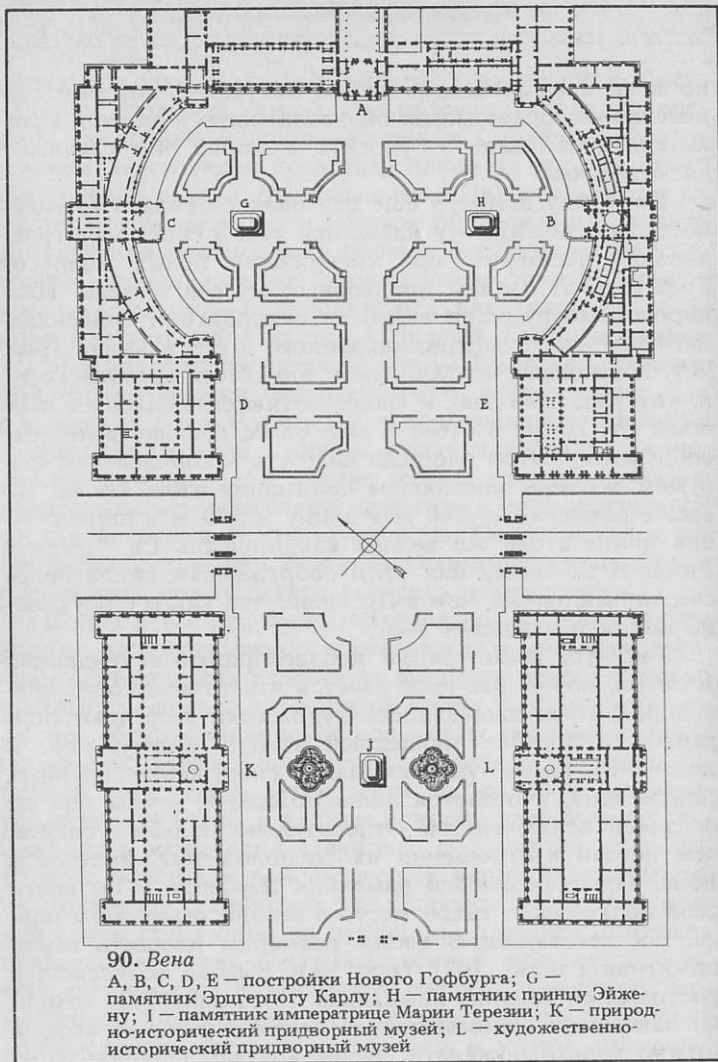 A
G
H
C
B
D
E
J
K
L
90. Вена
A, B, C, D, E — постройки Нового Гофбурга; G —
памятник Эрцгерцогу Карлу; H — памятник принцу Эйже-
ну; I — памятник императрице Марии Терезии; K — природ-
но-исторический придворный музей; L — художественно-
исторический придворный музей